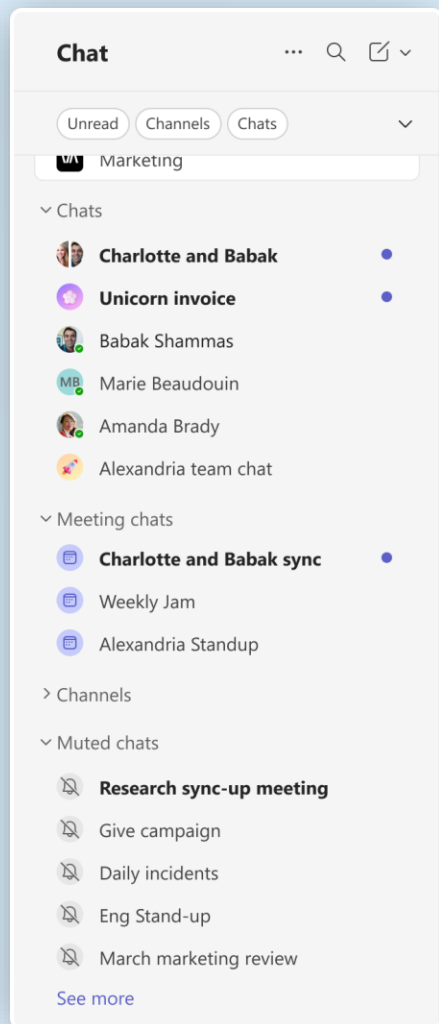 Chat
Unread Channels Chats
Marketing
Chats
Charlotte and Babak
Unicorn invoice
Babak Shammas
MB Marie Beaudouin
Amanda Brady
Alexandria team chat
Meeting chats
Charlotte and Babak sync
Weekly Jam
Alexandria Standup
Channels
Muted chats
Research sync-up meeting
Give campaign
Daily incidents
Eng Stand-up
March marketing review
See more